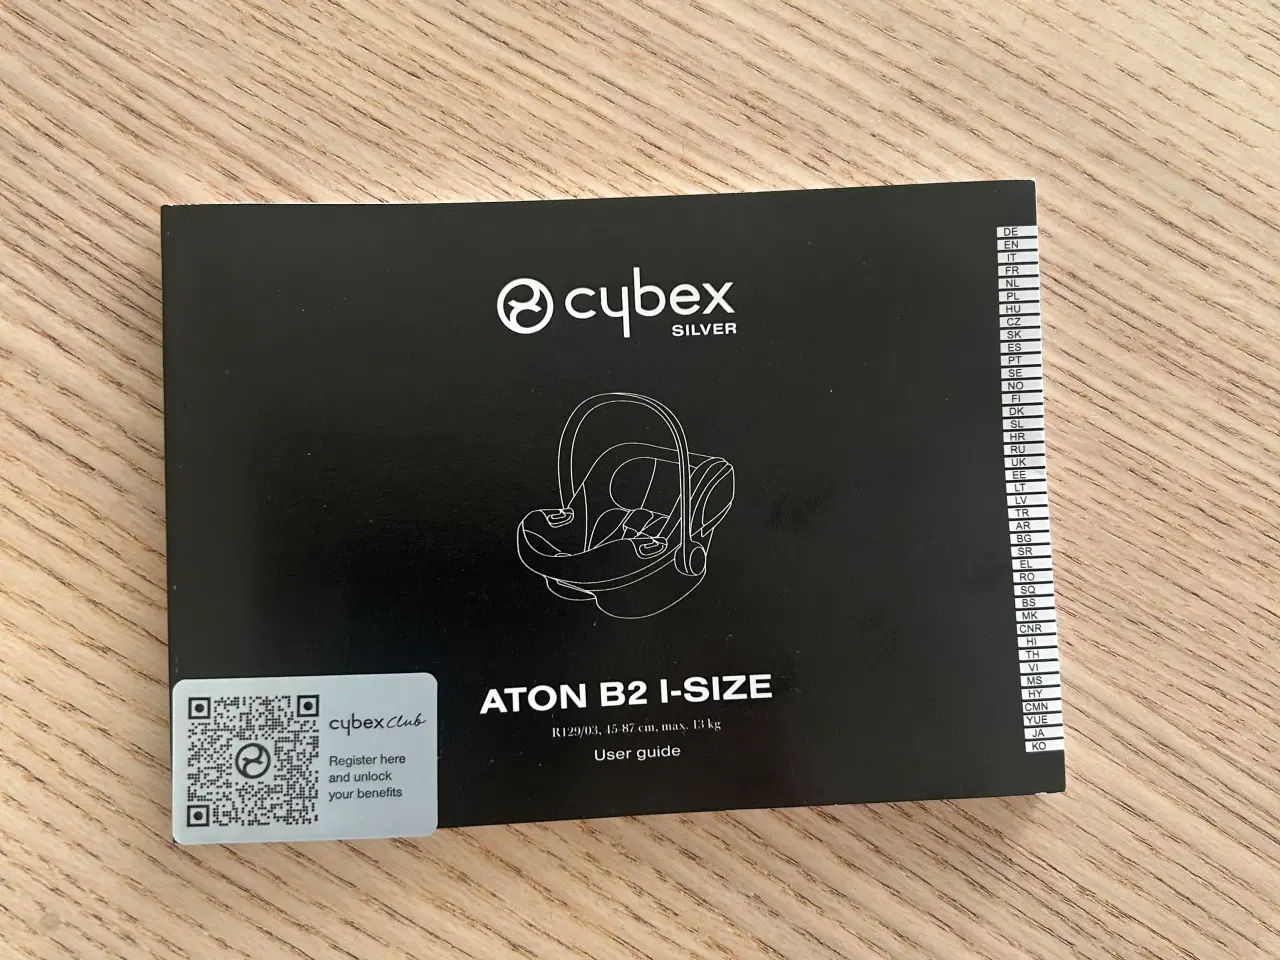 cybex
SILVER
ATON B2 I-SIZE
R129/03, 45-87 cm, max. 13 kg
User guide
cybex Club
Register here
and unlock
your benefits
DE
EN
IT
FR
NL
PL
HU
CZ
SK
ES
PT
SE
NO
FI
DK
SL
HR
RU
UK
EE
LT
LV
TR
AR
BG
SR
EL
RO
SQ
BS
MK
CNR
HI
TH
VI
MS
HY
CMN
YUE
JA
KO